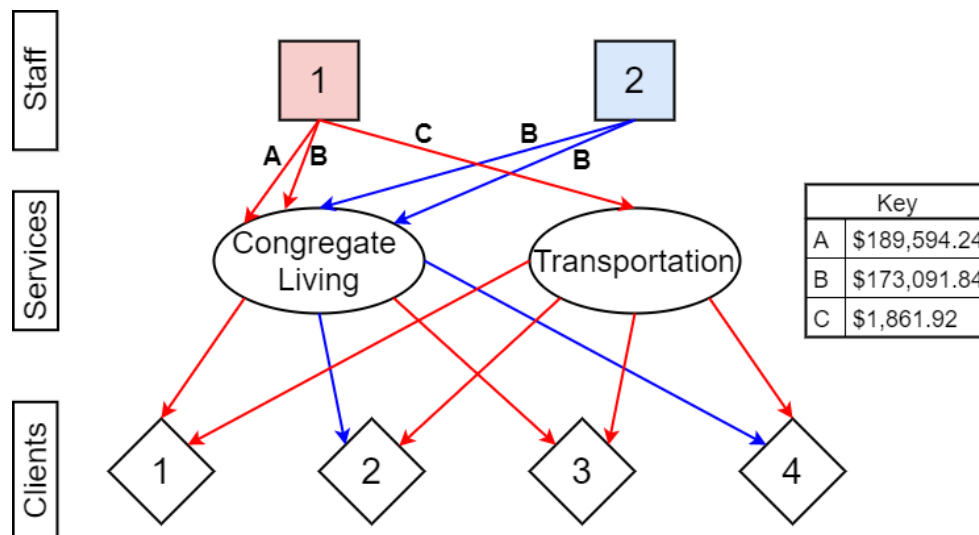 Staff
1
2
A
B
C
B
B
Services
Congregate
Living
Transportation
Key
A $189,594.24
B $173,091.84
C $1,861.92
Clients
1
2
3
4